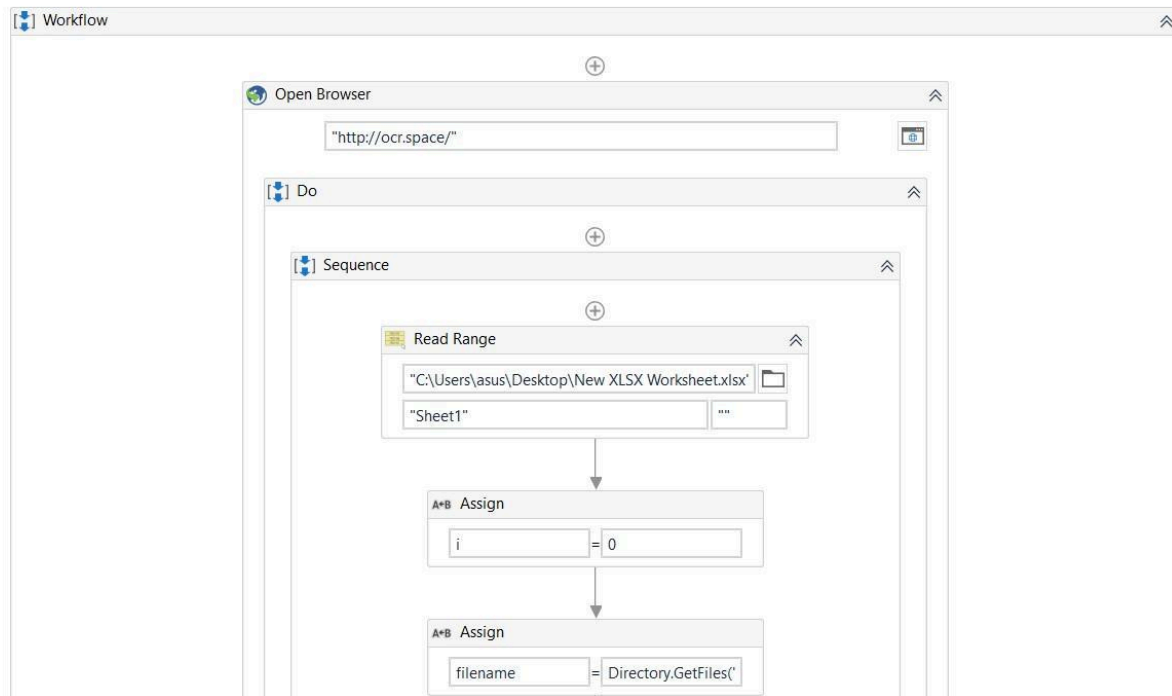 Workflow
Open Browser
"http://ocr.space/"
Do
Sequence
Read Range
"C:\Users\asus\Desktop\New XLSX Worksheet.xlsx"
"Sheet1" ""
A*B Assign
i = 0
A*B Assign
filename = Directory.GetFiles("